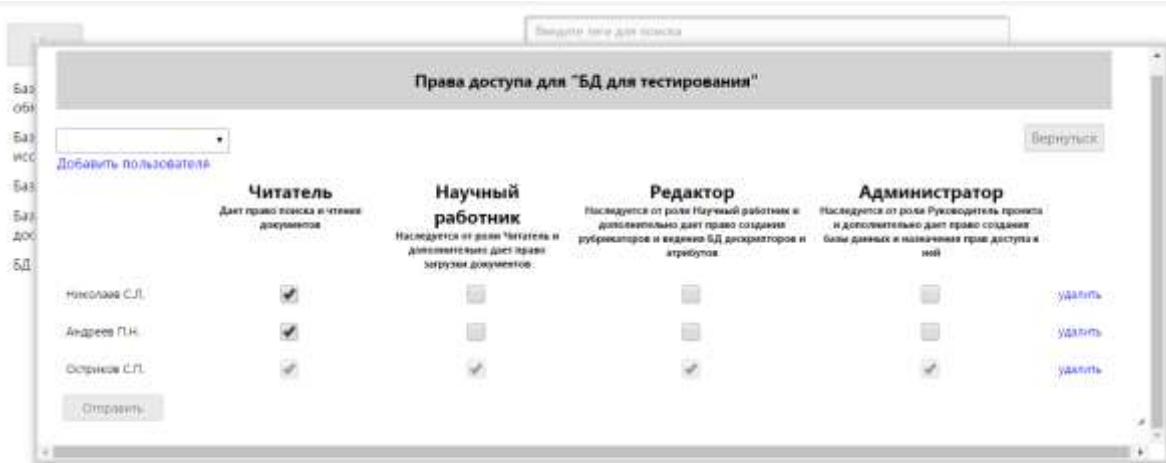 Введите теги для поиска
Права доступа для "БД для тестирования"
Вернуться
Добавить пользователя
Читатель
Дает право поиска и чтения
документов
Научный
работник
Наследуется от роли Читатель и
дополнительно дает право
загрузки документов
Редактор
Наследуется от роли Научный работник и
дополнительно дает право создания
рубрикаторов и ведения БД дескрипторов и
атрибутов
Администратор
Наследуется от роли Руководитель проекта
и дополнительно дает право создания
базы данных и назначения прав доступа к
ней
Николаев С.Л. удалить
Андреев П.Н. удалить
Остриков С.П. удалить
Отправить
БД